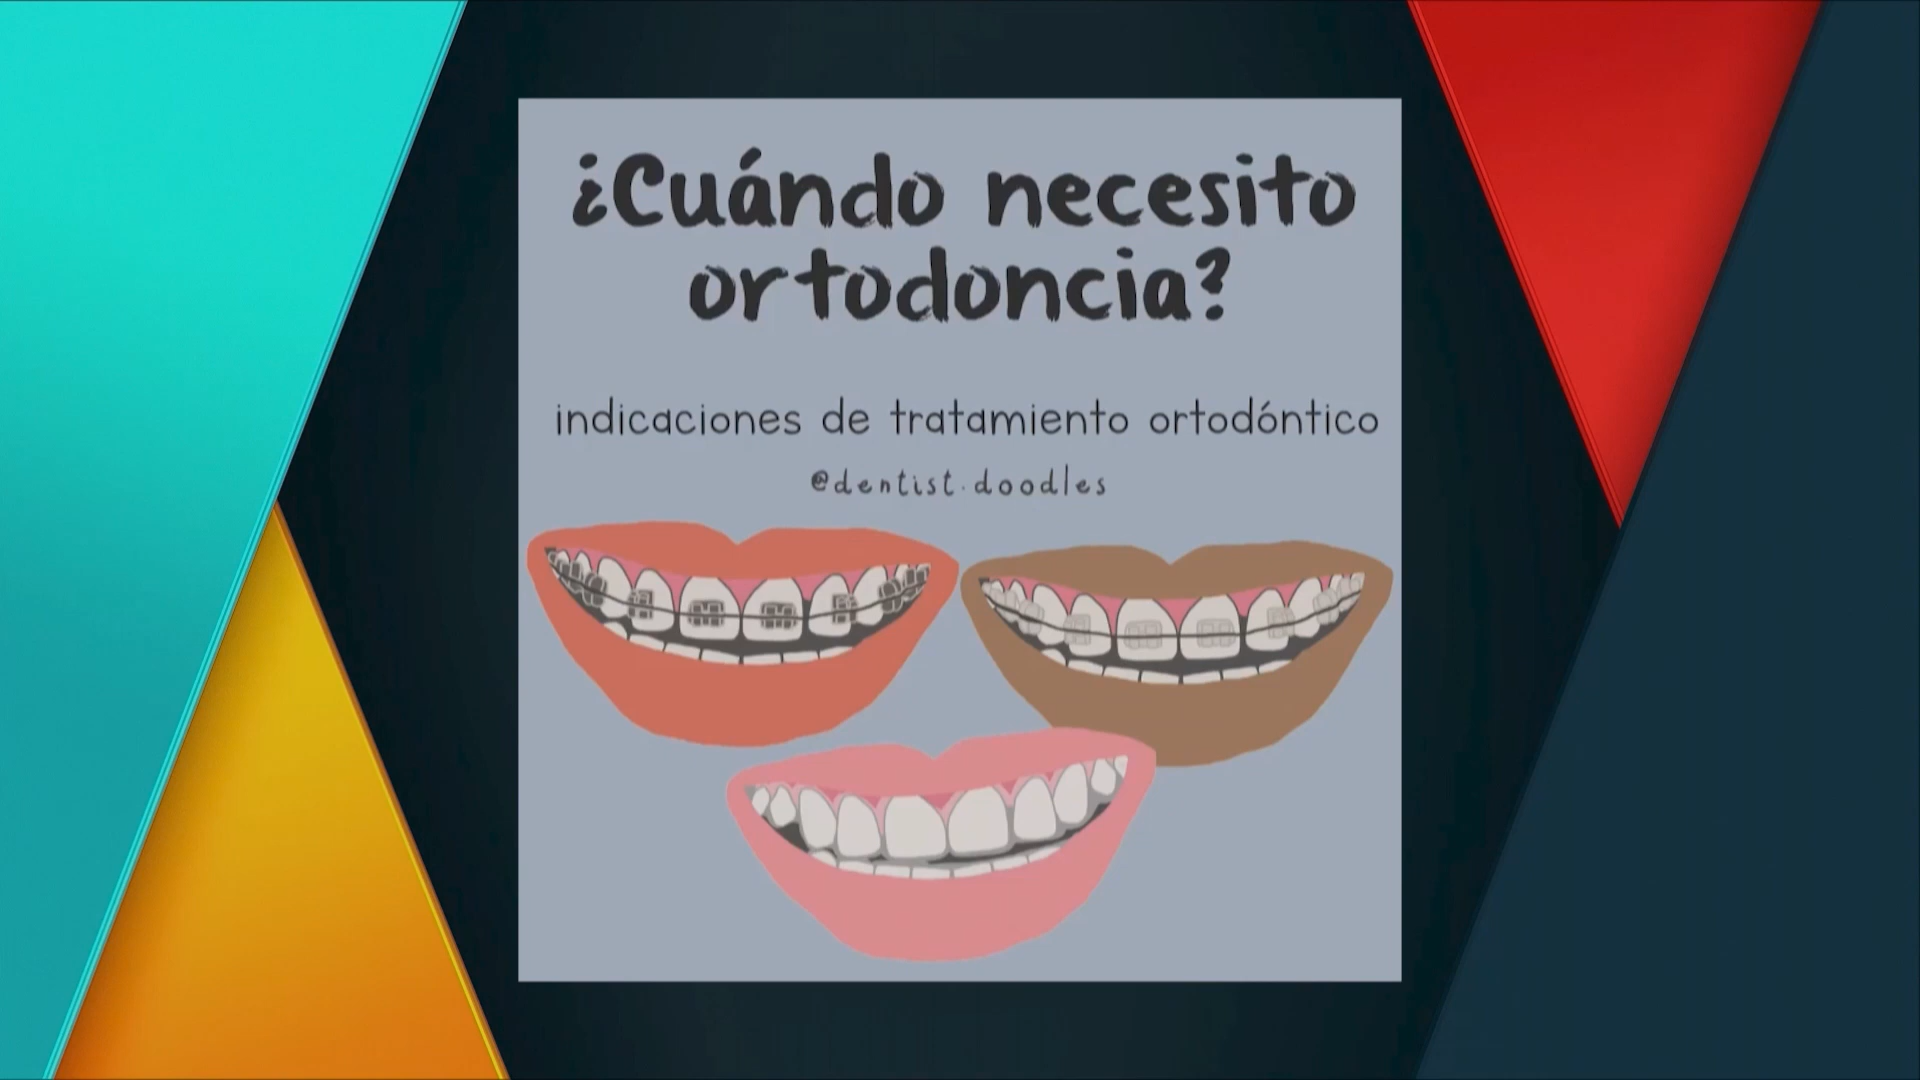 ¿Cuándo necesito
ortodoncia?
indicaciones de tratamiento ortodóntico
@dentist.doodles